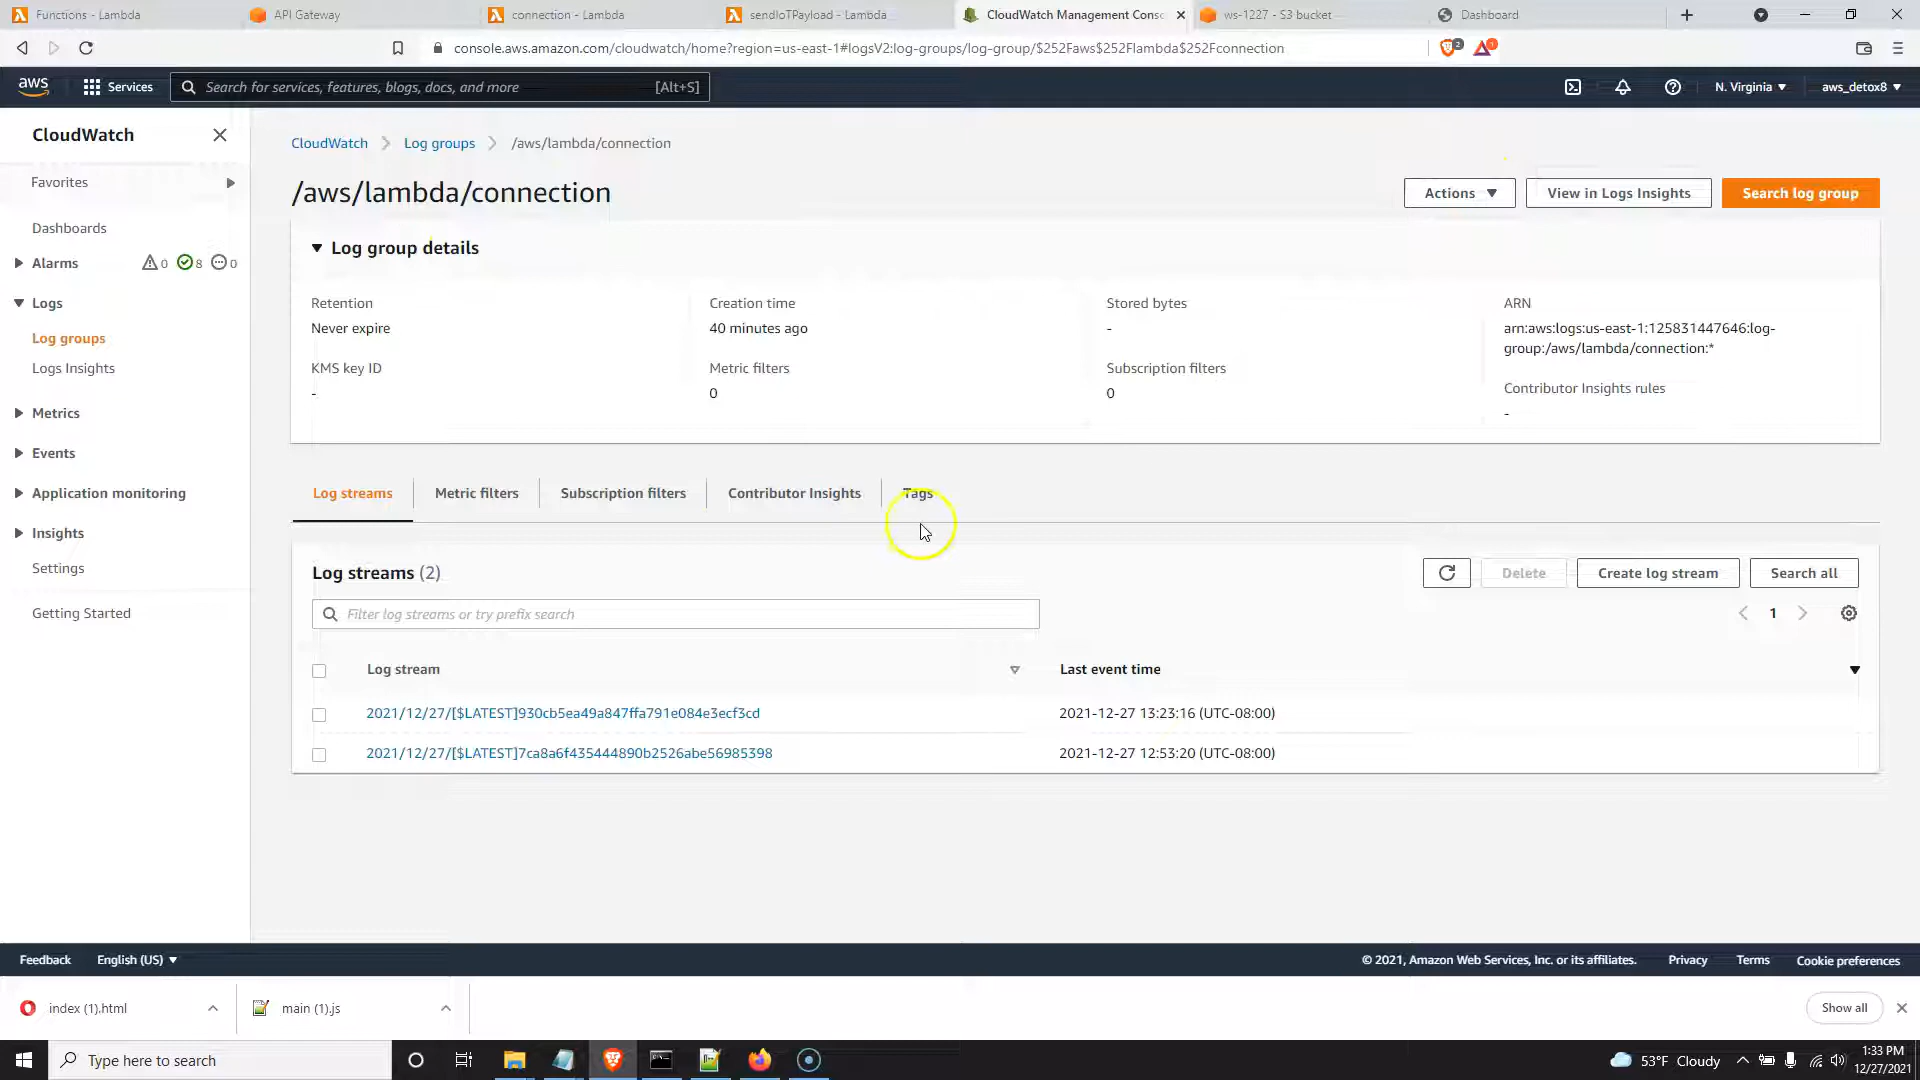 Functions - Lambda
API Gateway
connection - Lambda
sendIoTPayload - Lambda
CloudWatch Management Conso
ws-1227 - S3 bucket
Dashboard
console.aws.amazon.com/cloudwatch/home?region=us-east-1#logsV2:log-groups/log-group/$252Faws$252Flambda$252Fconnection
2
1
aws
Services
Search for services, features, blogs, docs, and more
[Alt+S]
N. Virginia
aws_detox8
CloudWatch
Favorites
Dashboards
Alarms
0
8
0
Logs
Log groups
Logs Insights
Metrics
Events
Application monitoring
Insights
Settings
Getting Started
CloudWatch
Log groups
/aws/lambda/connection
/aws/lambda/connection
Actions
View in Logs Insights
Search log group
Log group details
Retention
Never expire
KMS key ID
-
Creation time
40 minutes ago
Metric filters
0
Stored bytes
-
Subscription filters
0
ARN
arn:aws:logs:us-east-1:125831447646:log-
group:/aws/lambda/connection:*
Contributor Insights rules
-
Log streams
Metric filters
Subscription filters
Contributor Insights
Tags
Log streams (2)
Delete
Create log stream
Search all
Filter log streams or try prefix search
1
Log stream
Last event time
2021/12/27/[$LATEST]930cb5ea49a847ffa791e084e3ecf3cd
2021-12-27 13:23:16 (UTC-08:00)
2021/12/27/[$LATEST]7ca8a6f435444890b2526abe56985398
2021-12-27 12:53:20 (UTC-08:00)
Feedback
English (US)
© 2021, Amazon Web Services, Inc. or its affiliates.
Privacy
Terms
Cookie preferences
index (1).html
main (1).js
Show all
Type here to search
53°F Cloudy
1:33 PM
12/27/2021